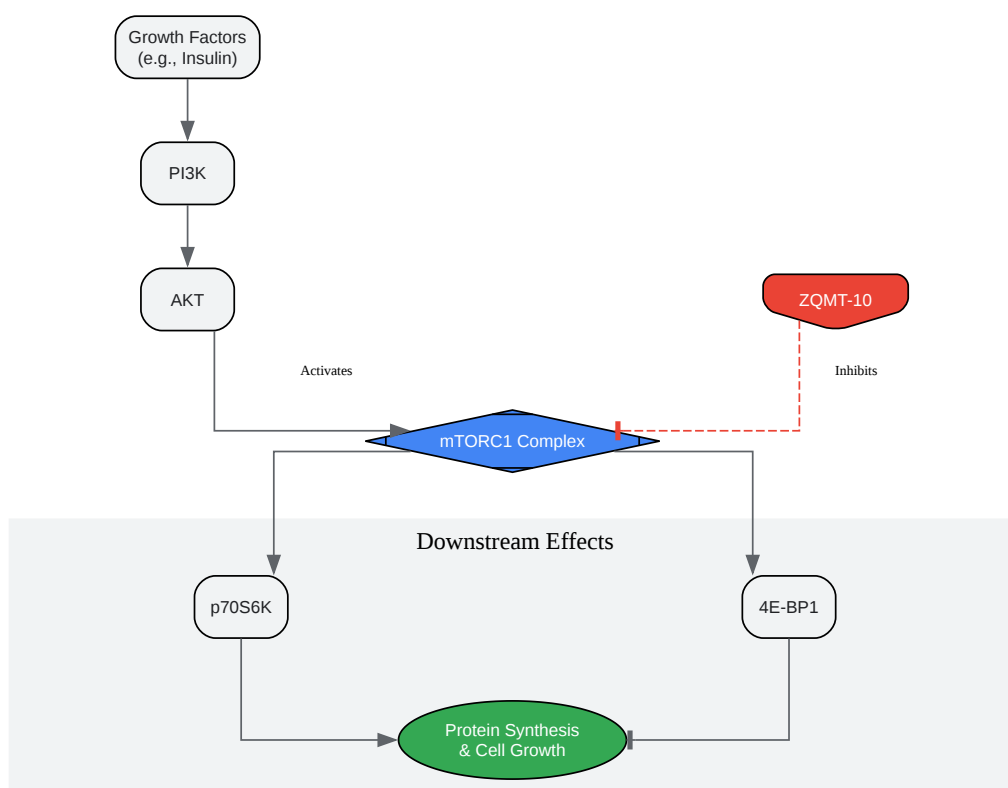 Growth Factors
(e.g., Insulin)
PI3K
AKT
ZQMT-10
Activates
Inhibits
mTORC1 Complex
Downstream Effects
p70S6K
4E-BP1
Protein Synthesis
& Cell Growth